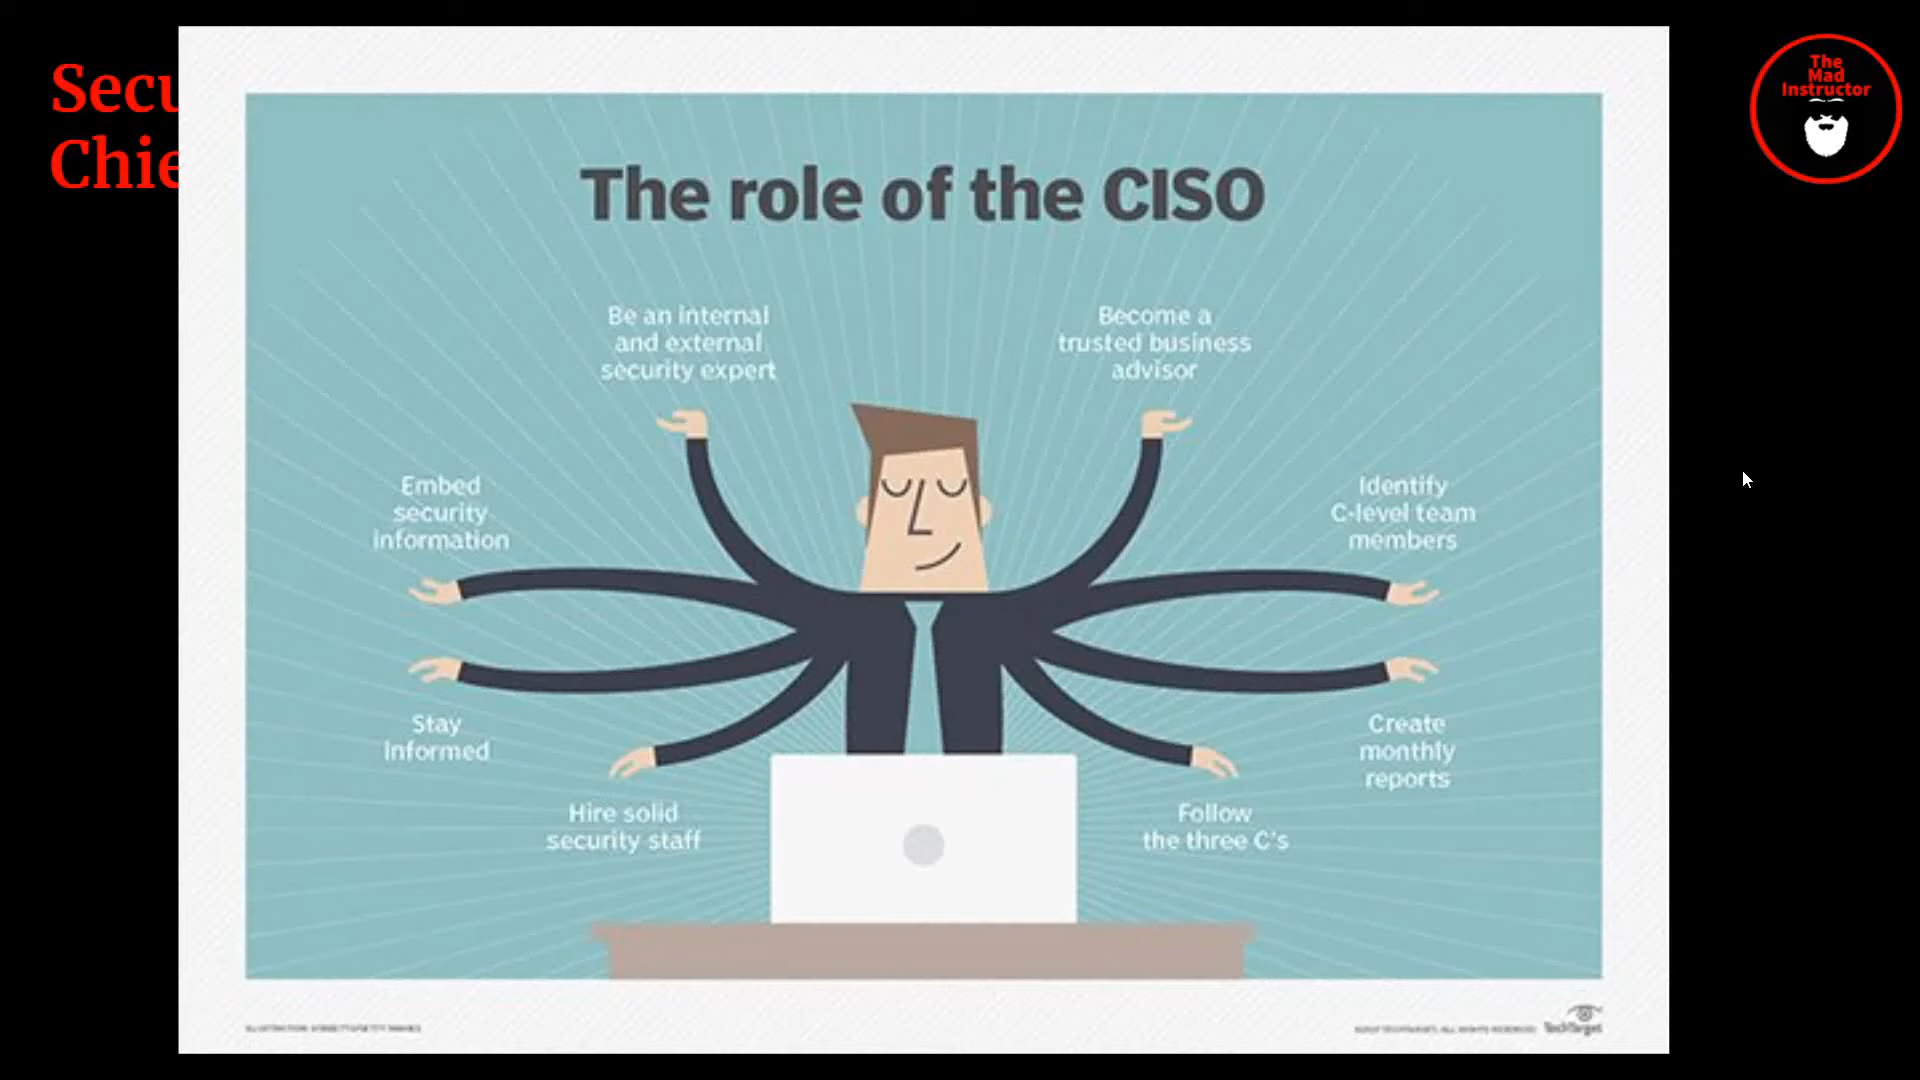 Secu
Chie
The
Mad
Instructor
The role of the CISO
Be an internal
and external
security expert
Become a
trusted business
advisor
Embed
security
information
Identify
C-level team
members
Stay
informed
Create
monthly
reports
Hire solid
security staff
Follow
the three C's
TechTarget